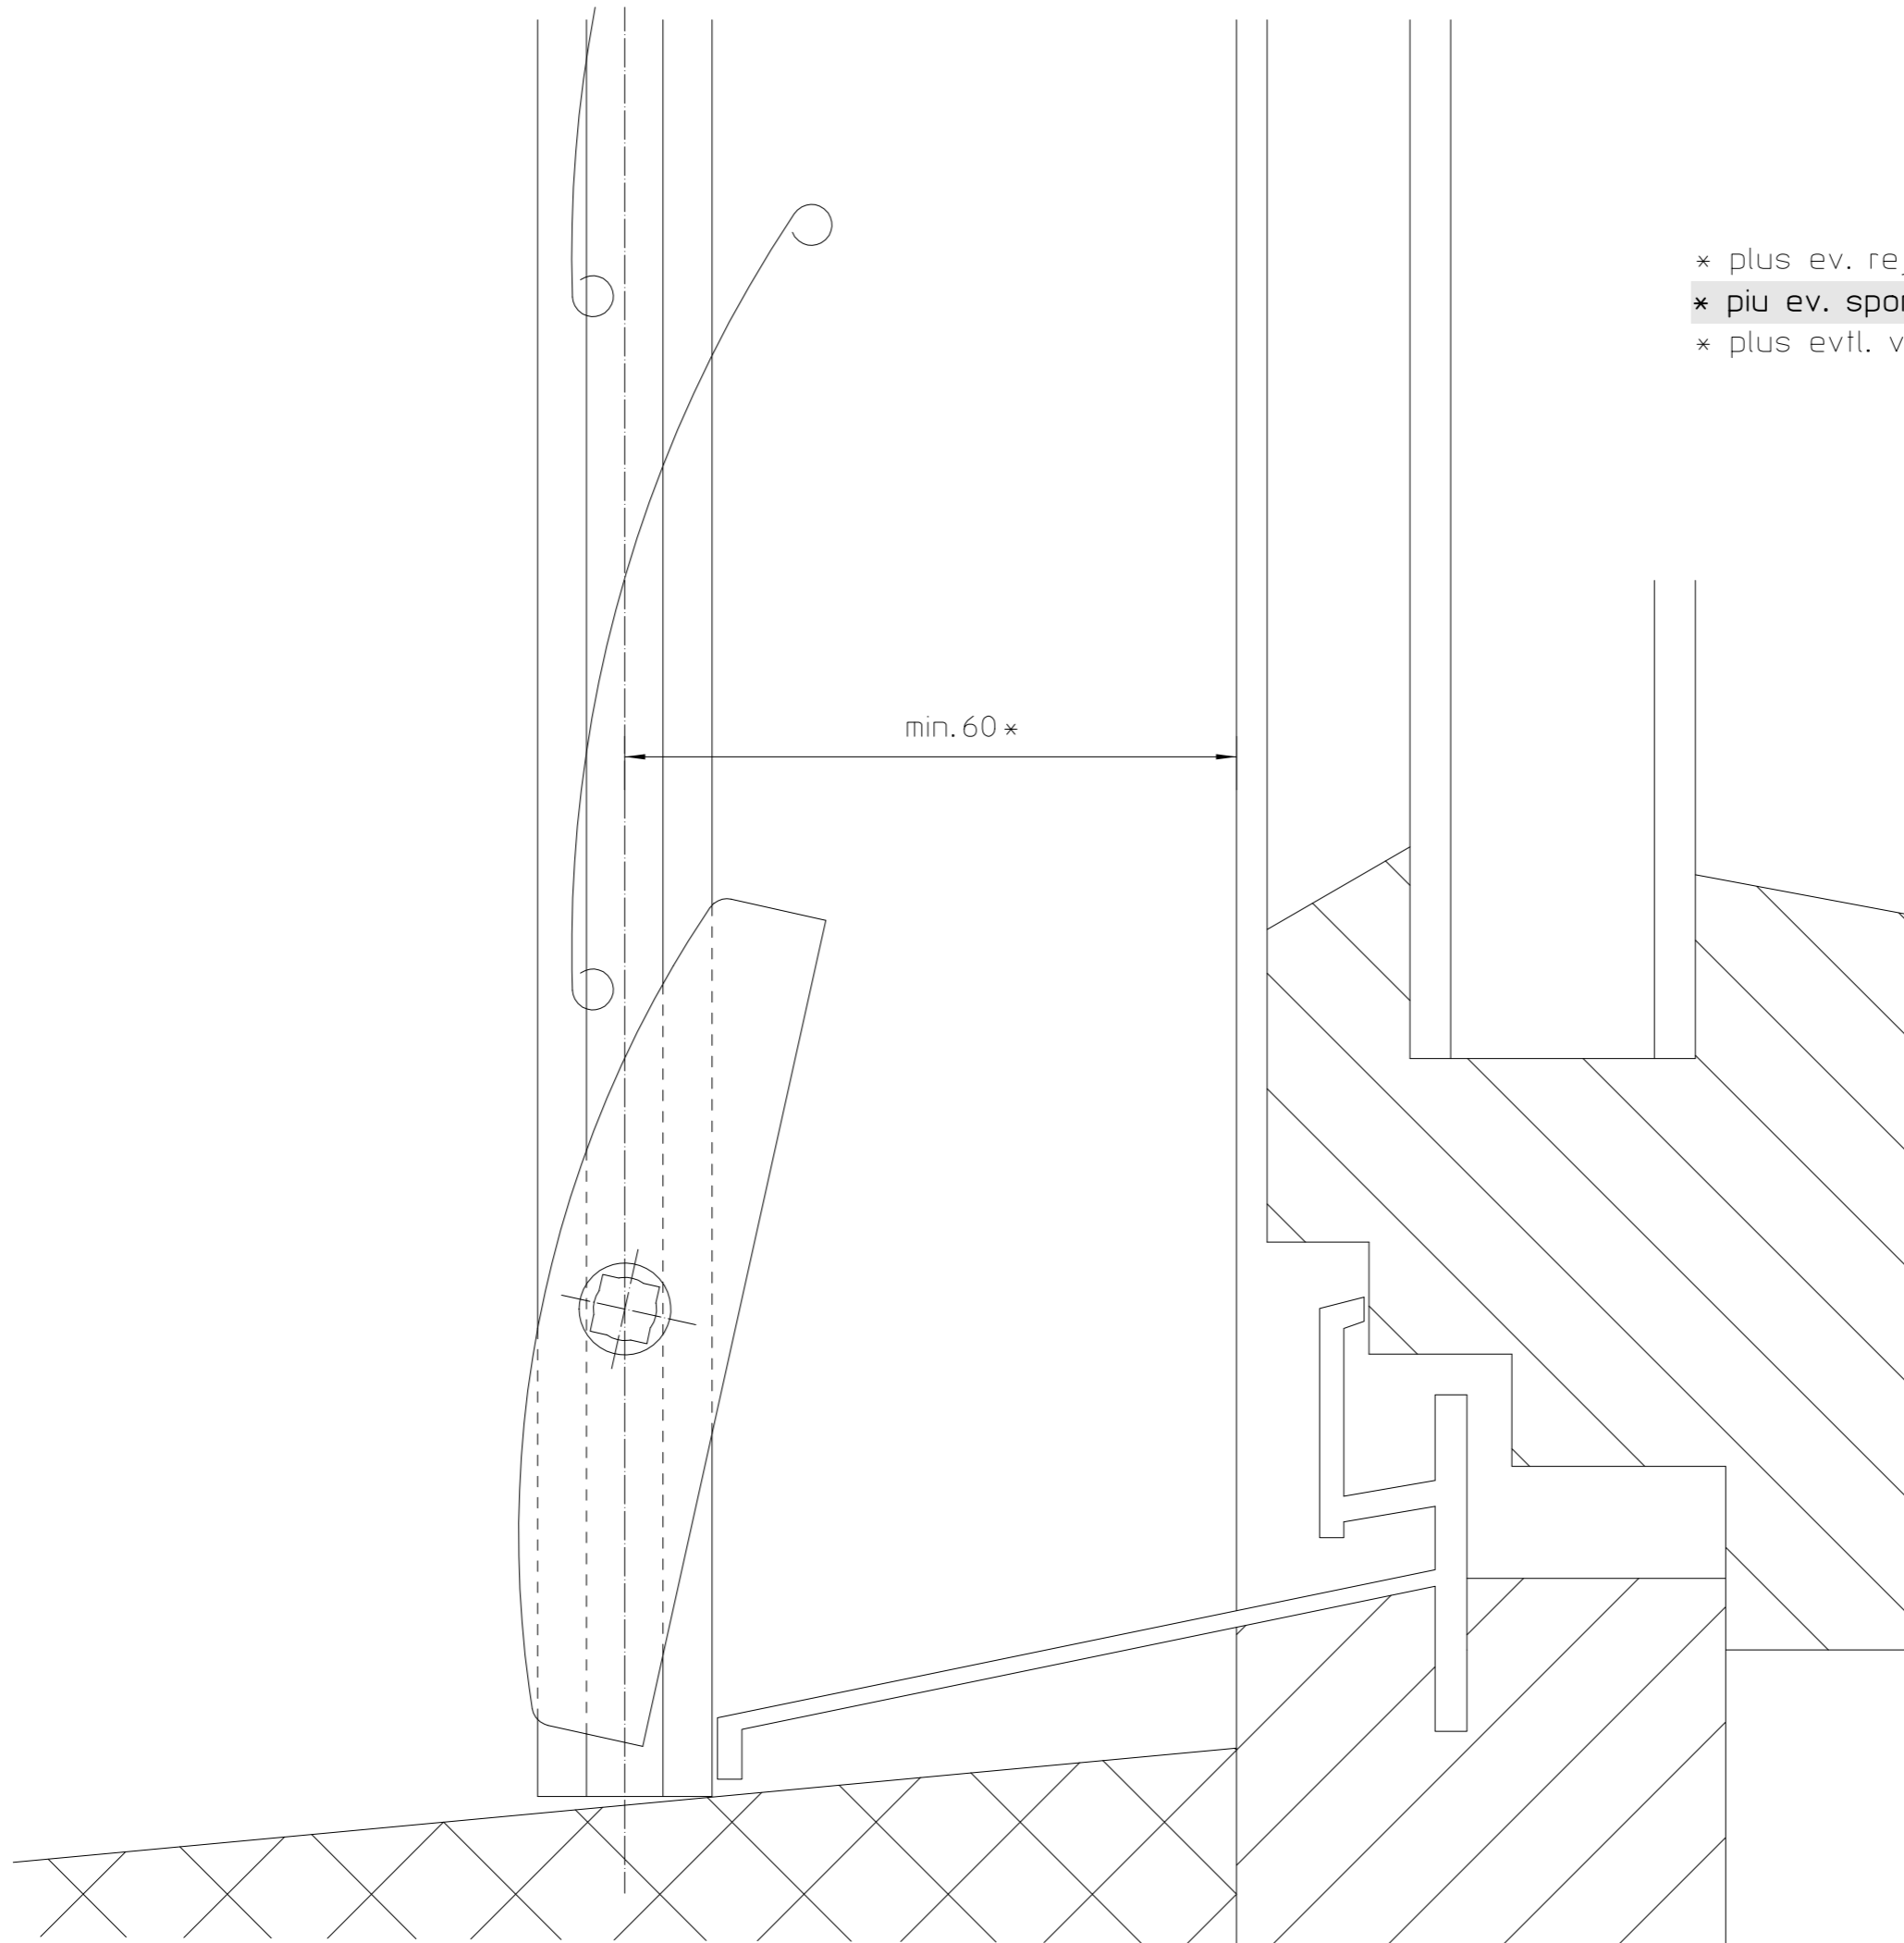 * plus ev.
* piu ev.
* plus evtl.
min.60*